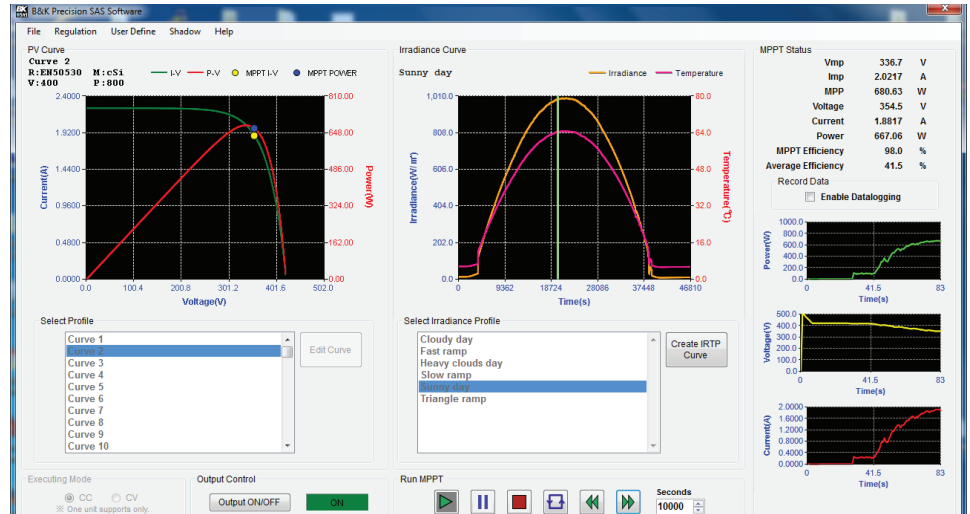 B&K Precision SAS Software
File Regulation User Define Shadow Help
PV Curve
Curve 2
R:EN50530 M:cSi
V:400 P:800
I-V P-V MPPT I-V MPPT POWER
2.4000
1.9200
1.4400
0.9600
0.4800
0.0000
Current(A)
810.00
648.00
486.00
324.00
162.00
0.00
Power(W)
0.0 100.4 200.8 301.2 401.6 502.0
Voltage(V)
Select Profile
Curve 1
Curve 2
Curve 3
Curve 4
Curve 5
Curve 6
Curve 7
Curve 8
Curve 9
Curve 10
Edit Curve
Executing Mode
CC CV
※ One unit supports only.
Output Control
Output ON/OFF ON
Irradiance Curve
Sunny day
Irradiance Temperature
1,010.0
808.0
606.0
404.0
202.0
0.0
Irradiance(W/㎡)
80.0
64.0
48.0
32.0
16.0
0.0
Temperature(℃)
0 9362 18724 28086 37448 46810
Time(s)
Select Irradiance Profile
Cloudy day
Fast ramp
Heavy clouds day
Slow ramp
Sunny day
Triangle ramp
Create IRTP
Curve
Run MPPT
Seconds
10000
MPPT Status
Vmp 336.7 V
Imp 2.0217 A
MPP 680.63 W
Voltage 354.5 V
Current 1.8817 A
Power 667.06 W
MPPT Efficiency 98.0 %
Average Efficiency 41.5 %
Record Data
Enable Datalogging
1000.0
800.0
600.0
400.0
200.0
0.0
Power(W)
0 41.5 83
Time(s)
500.0
400.0
300.0
200.0
100.0
0.0
Voltage(V)
0 41.5 83
Time(s)
2.0000
1.6000
1.2000
0.8000
0.4000
0.0000
Current(A)
0 41.5 83
Time(s)